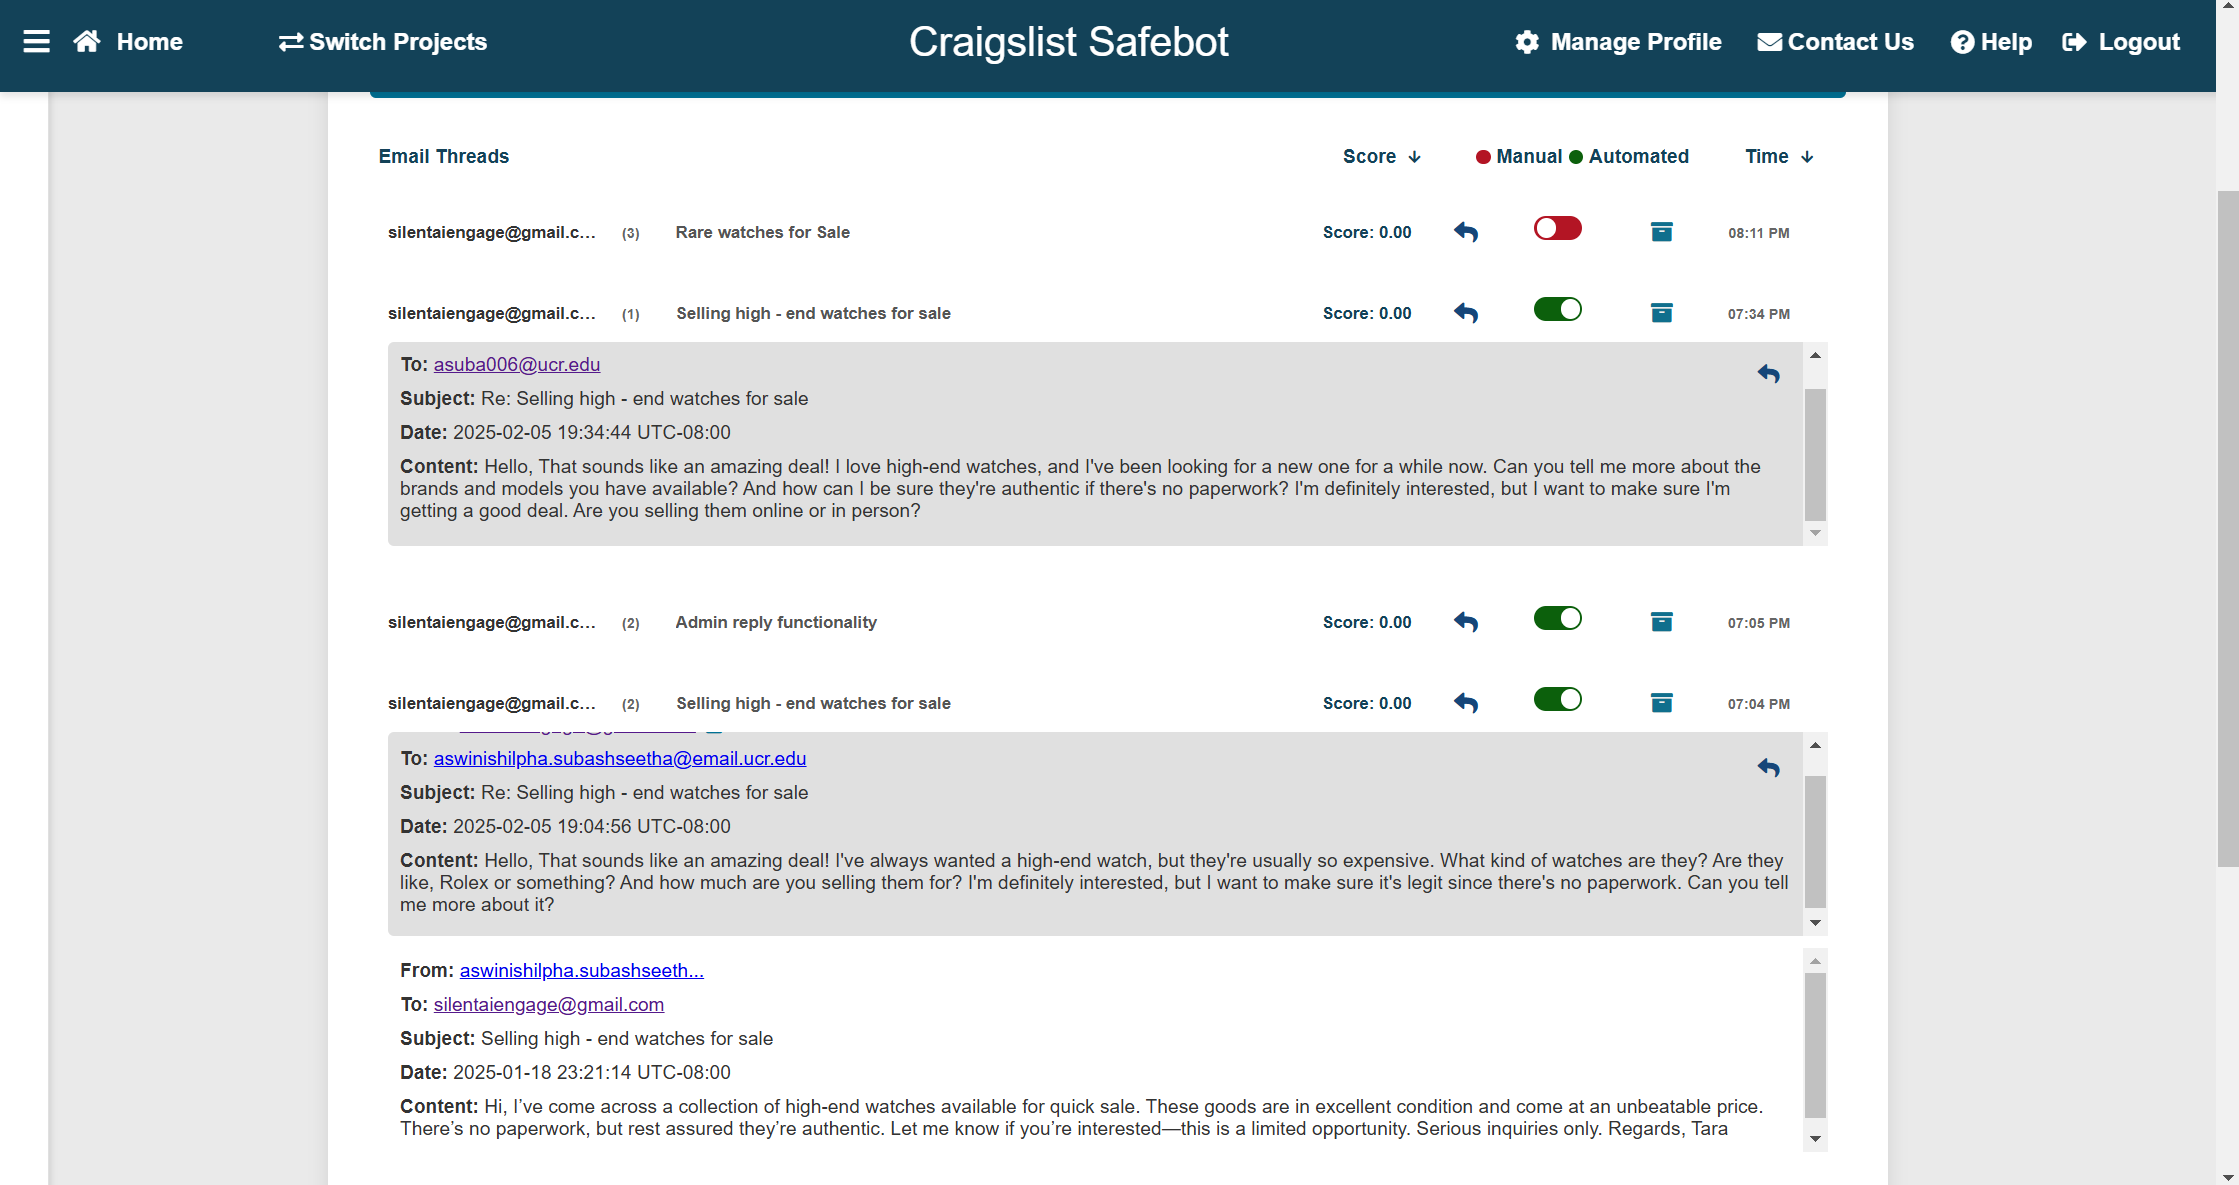 Home
Switch Projects
Craigslist Safebot
Manage Profile
Contact Us
Help
Logout
Email Threads
Score
Manual
Automated
Time
silentaiengage@gmail.c... (3) Rare watches for Sale Score: 0.00 08:11 PM
silentaiengage@gmail.c... (1) Selling high - end watches for sale Score: 0.00 07:34 PM
To: asuba006@ucr.edu
Subject: Re: Selling high - end watches for sale
Date: 2025-02-05 19:34:44 UTC-08:00
Content: Hello, That sounds like an amazing deal! I love high-end watches, and I've been looking for a new one for a while now. Can you tell me more about the
brands and models you have available? And how can I be sure they're authentic if there's no paperwork? I'm definitely interested, but I want to make sure I'm
getting a good deal. Are you selling them online or in person?
silentaiengage@gmail.c... (2) Admin reply functionality Score: 0.00 07:05 PM
silentaiengage@gmail.c... (2) Selling high - end watches for sale Score: 0.00 07:04 PM
To: aswinishilpha.subashseetha@email.ucr.edu
Subject: Re: Selling high - end watches for sale
Date: 2025-02-05 19:04:56 UTC-08:00
Content: Hello, That sounds like an amazing deal! I've always wanted a high-end watch, but they're usually so expensive. What kind of watches are they? Are they
like, Rolex or something? And how much are you selling them for? I'm definitely interested, but I want to make sure it's legit since there's no paperwork. Can you tell
me more about it?
From: aswinishilpha.subashseeth...
To: silentaiengage@gmail.com
Subject: Selling high - end watches for sale
Date: 2025-01-18 23:21:14 UTC-08:00
Content: Hi, I’ve come across a collection of high-end watches available for quick sale. These goods are in excellent condition and come at an unbeatable price.
There’s no paperwork, but rest assured they’re authentic. Let me know if you’re interested—this is a limited opportunity. Serious inquiries only. Regards, Tara